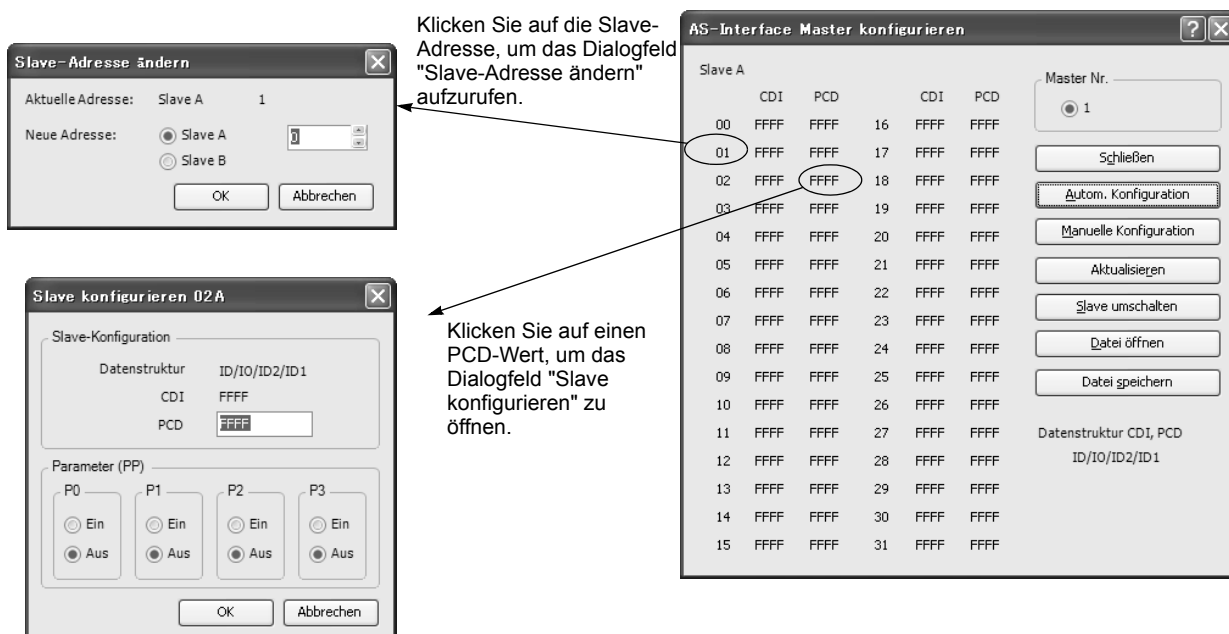 Klicken Sie auf die Slave-
Adresse, um das Dialogfeld
"Slave-Adresse ändern"
aufzurufen.
Slave-Adresse ändern
Aktuelle Adresse: Slave A 1
Neue Adresse: Slave A 0
Slave B
OK Abbrechen
Slave konfigurieren 02A
Slave-Konfiguration
Datenstruktur ID/IO/ID2/ID1
CDI FFFF
PCD FFFF
Parameter (PP)
P0 P1 P2 P3
Ein Ein Ein Ein
Aus Aus Aus Aus
OK Abbrechen
Klicken Sie auf einen
PCD-Wert, um das
Dialogfeld "Slave
konfigurieren" zu
öffnen.
AS-Interface Master konfigurieren
Slave A
CDI PCD CDI PCD
00 FFFF FFFF 16 FFFF FFFF
01 FFFF FFFF 17 FFFF FFFF
02 FFFF FFFF 18 FFFF FFFF
03 FFFF FFFF 19 FFFF FFFF
04 FFFF FFFF 20 FFFF FFFF
05 FFFF FFFF 21 FFFF FFFF
06 FFFF FFFF 22 FFFF FFFF
07 FFFF FFFF 23 FFFF FFFF
08 FFFF FFFF 24 FFFF FFFF
09 FFFF FFFF 25 FFFF FFFF
10 FFFF FFFF 26 FFFF FFFF
11 FFFF FFFF 27 FFFF FFFF
12 FFFF FFFF 28 FFFF FFFF
13 FFFF FFFF 29 FFFF FFFF
14 FFFF FFFF 30 FFFF FFFF
15 FFFF FFFF 31 FFFF FFFF
Master Nr.
1
Schließen
Autom. Konfiguration
Manuelle Konfiguration
Aktualisieren
Slave umschalten
Datei öffnen
Datei speichern
Datenstruktur CDI, PCD
ID/IO/ID2/ID1